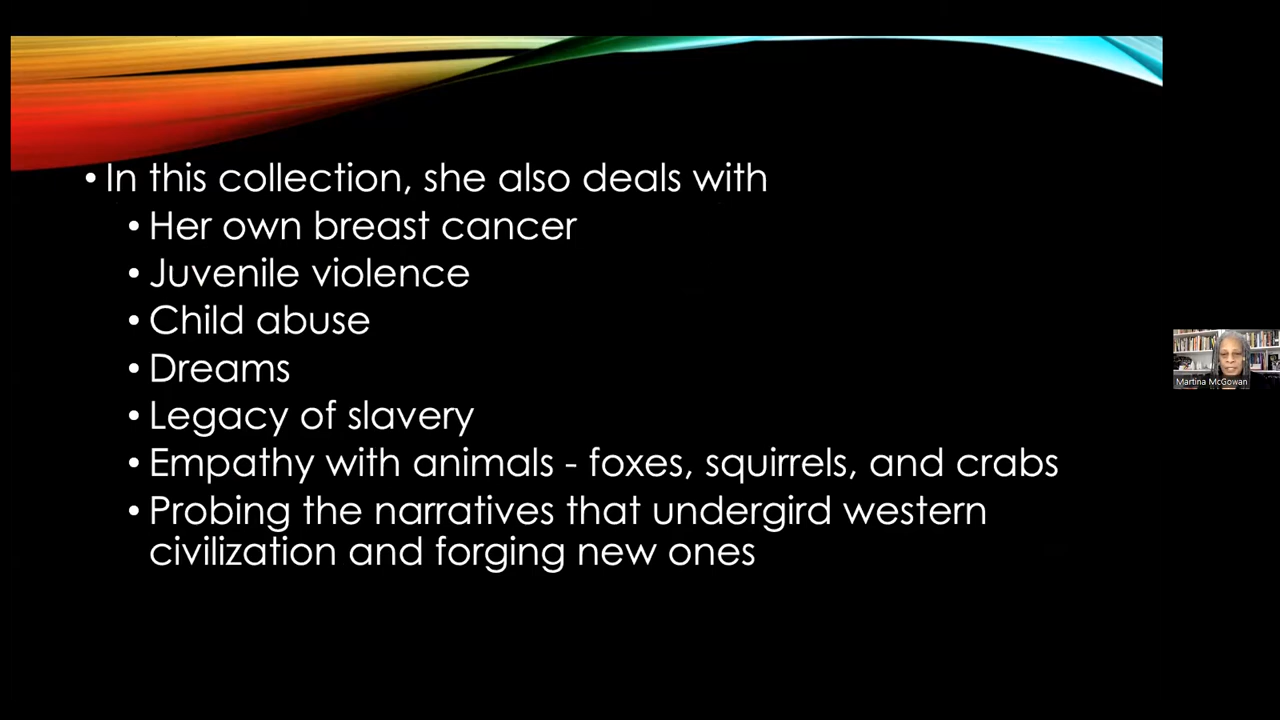 • In this collection, she also deals with
• Her own breast cancer
• Juvenile violence
• Child abuse
• Dreams
• Legacy of slavery
• Empathy with animals - foxes, squirrels, and crabs
• Probing the narratives that undergird western
civilization and forging new ones
Martina McGowan